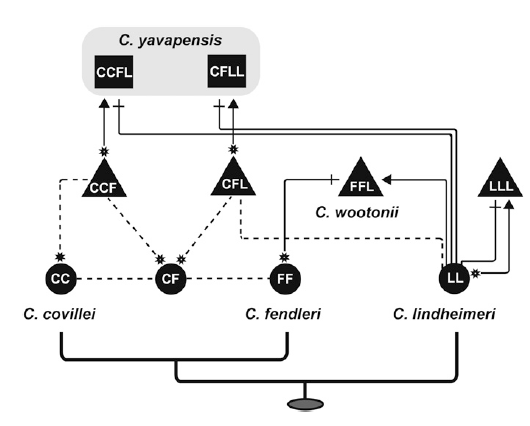 C. yavapensis
CCFL CFLL
CCF CFL FFL LLL
C. wootonii
CC CF FF LL
C. covillei C. fendleri C. lindheimeri